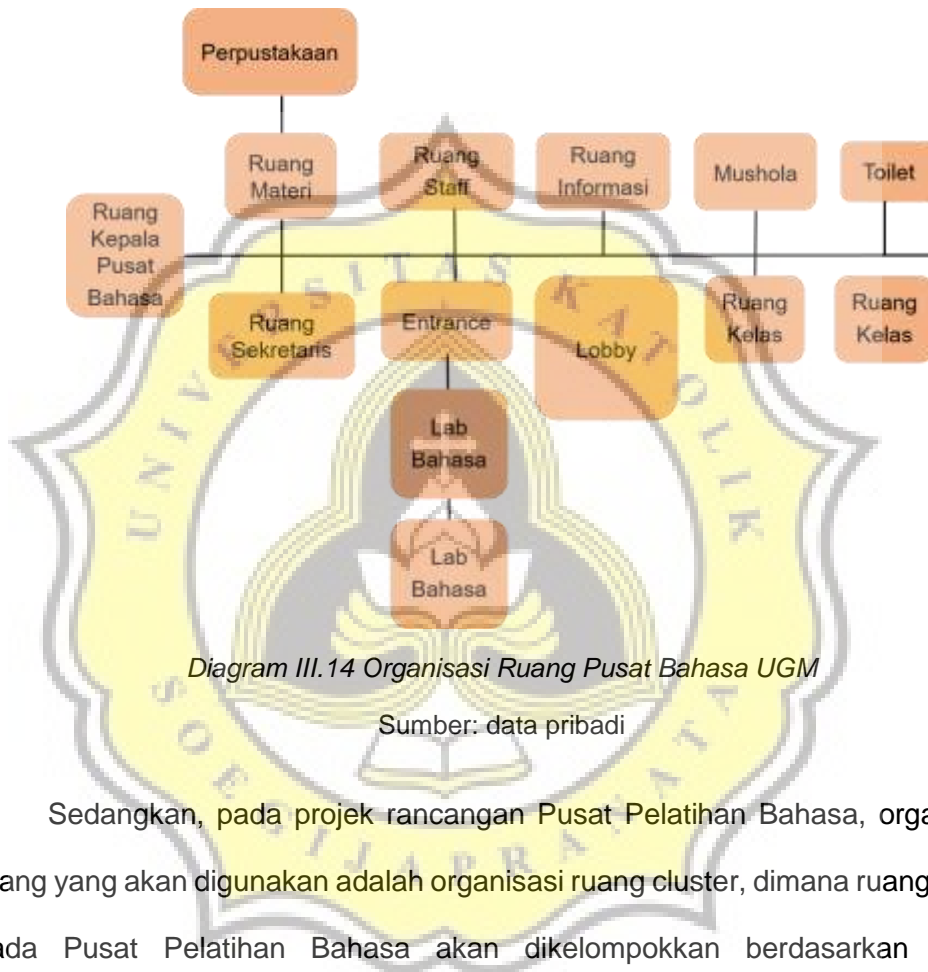 Perpustakaan
Ruang
Materi
Ruang
Staff
Ruang
Informasi
Mushola
Toilet
Ruang
Kepala
Pusat
Bahasa
Ruang
Sekretaris
Entrance
Lobby
Ruang
Kelas
Ruang
Kelas
Lab
Bahasa
Lab
Bahasa
UNIVERSITAS KATOLIK
SOEGIJAPRANATA
Diagram III.14 Organisasi Ruang Pusat Bahasa UGM
Sumber: data pribadi
Sedangkan, pada projek rancangan Pusat Pelatihan Bahasa, orga
ang yang akan digunakan adalah organisasi ruang cluster, dimana ruang
ada Pusat Pelatihan Bahasa akan dikelompokkan berdasarkan